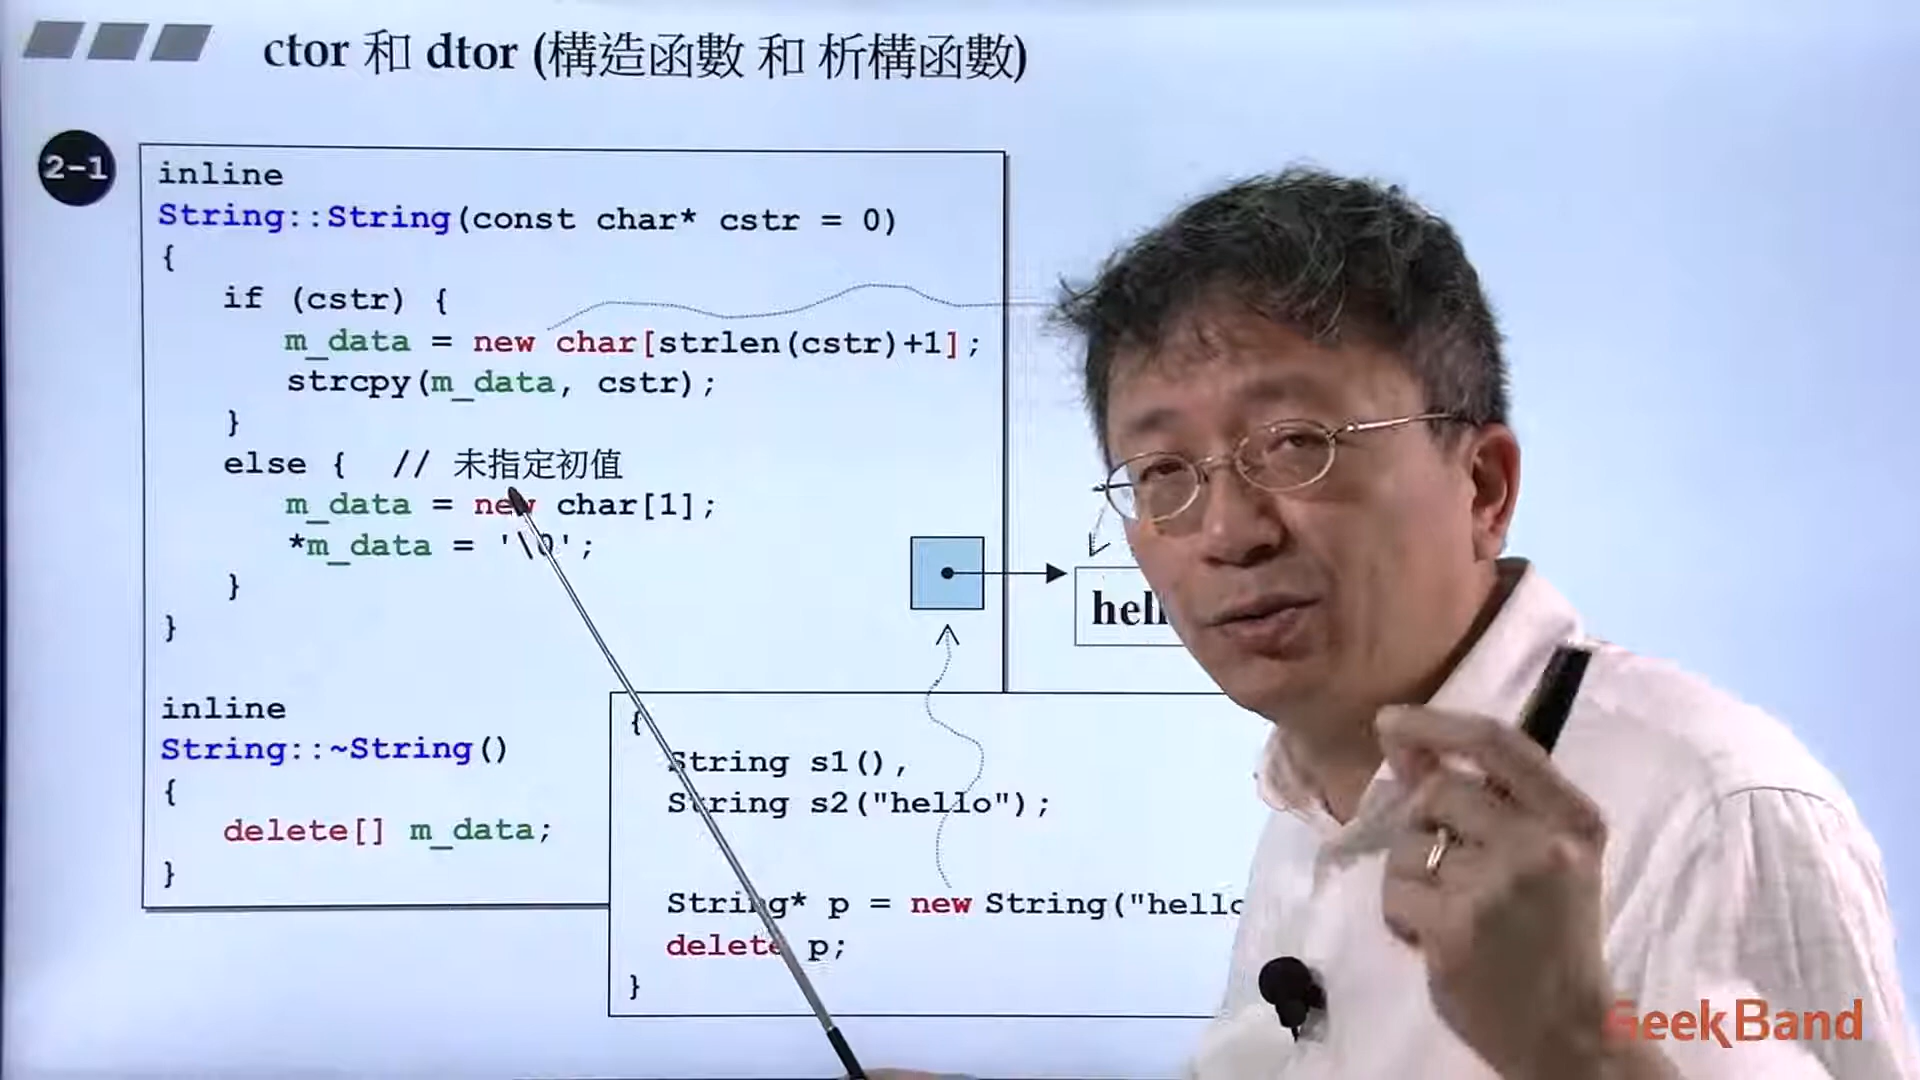 ctor 和 dtor (構造函數 和 析構函數)
2-1
inline
String::String(const char* cstr = 0)
{
if (cstr) {
m_data = new char[strlen(cstr)+1];
strcpy(m_data, cstr);
}
else { // 未指定初值
m_data = new char[1];
*m_data = '\0';
}
}
inline
String::~String()
{
delete[] m_data;
}
hel
{
String s1(),
String s2("hello");
String* p = new String("hello
delete p;
}
GeekBand